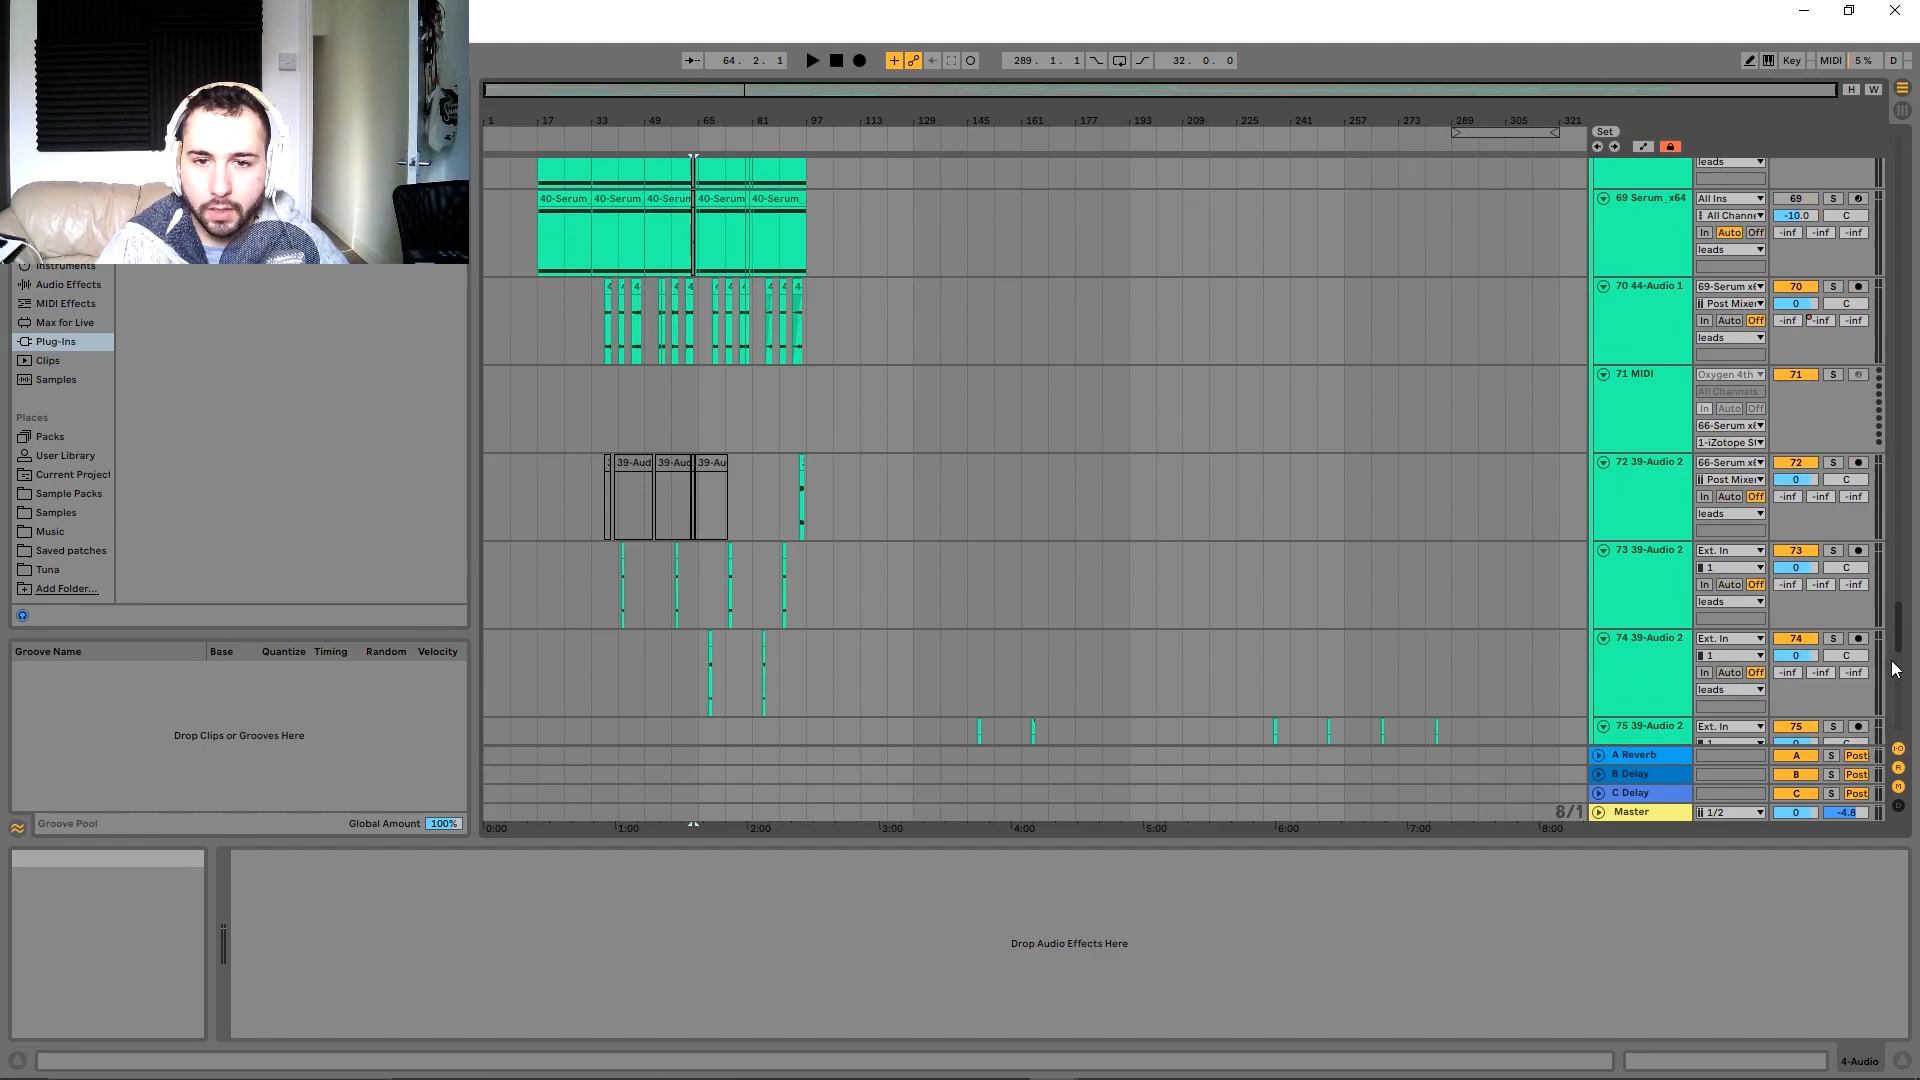 64. 2. 1
289. 1. 1
32. 0. 0
Key
MIDI
5 %
D
H
W
1 17 33 49 65 81 97 113 129 145 161 177 193 209 225 241 257 273 289 305 321
Set
leads
40-Serum_ 40-Serum_ 40-Serum 40-Serum_ 40-Serum_
69 Serum_x64
All Ins
69
S
All Channe
-10.0
C
In Auto Off
-inf -inf -inf
leads
Instruments
Audio Effects
MIDI Effects
Max for Live
Plug-Ins
Clips
Samples
70 44-Audio 1
69-Serum x6
70
S
Post Mixer
0
C
In Auto Off
-inf -inf -inf
leads
71 MIDI
Oxygen 4th
71
S
All Channels
In Auto Off
66-Serum x6
1-iZotope St
Places
Packs
User Library
Current Project
Sample Packs
Samples
Music
Saved patches
Tuna
Add Folder...
39-Aud 39-Aud 39-Au
72 39-Audio 2
66-Serum x6
72
S
Post Mixer
0
C
In Auto Off
-inf -inf -inf
leads
73 39-Audio 2
Ext. In
73
S
1
0
C
In Auto Off
-inf -inf -inf
leads
74 39-Audio 2
Ext. In
74
S
1
0
C
In Auto Off
-inf -inf -inf
leads
75 39-Audio 2
Ext. In
75
S
Groove Name Base Quantize Timing Random Velocity
Drop Clips or Grooves Here
Groove Pool
Global Amount 100%
A Reverb
A
S
Post
B Delay
B
S
Post
C Delay
C
S
Post
8/1
Master
1/2
0
-4.8
0:00 1:00 2:00 3:00 4:00 5:00 6:00 7:00 8:00
Drop Audio Effects Here
4-Audio